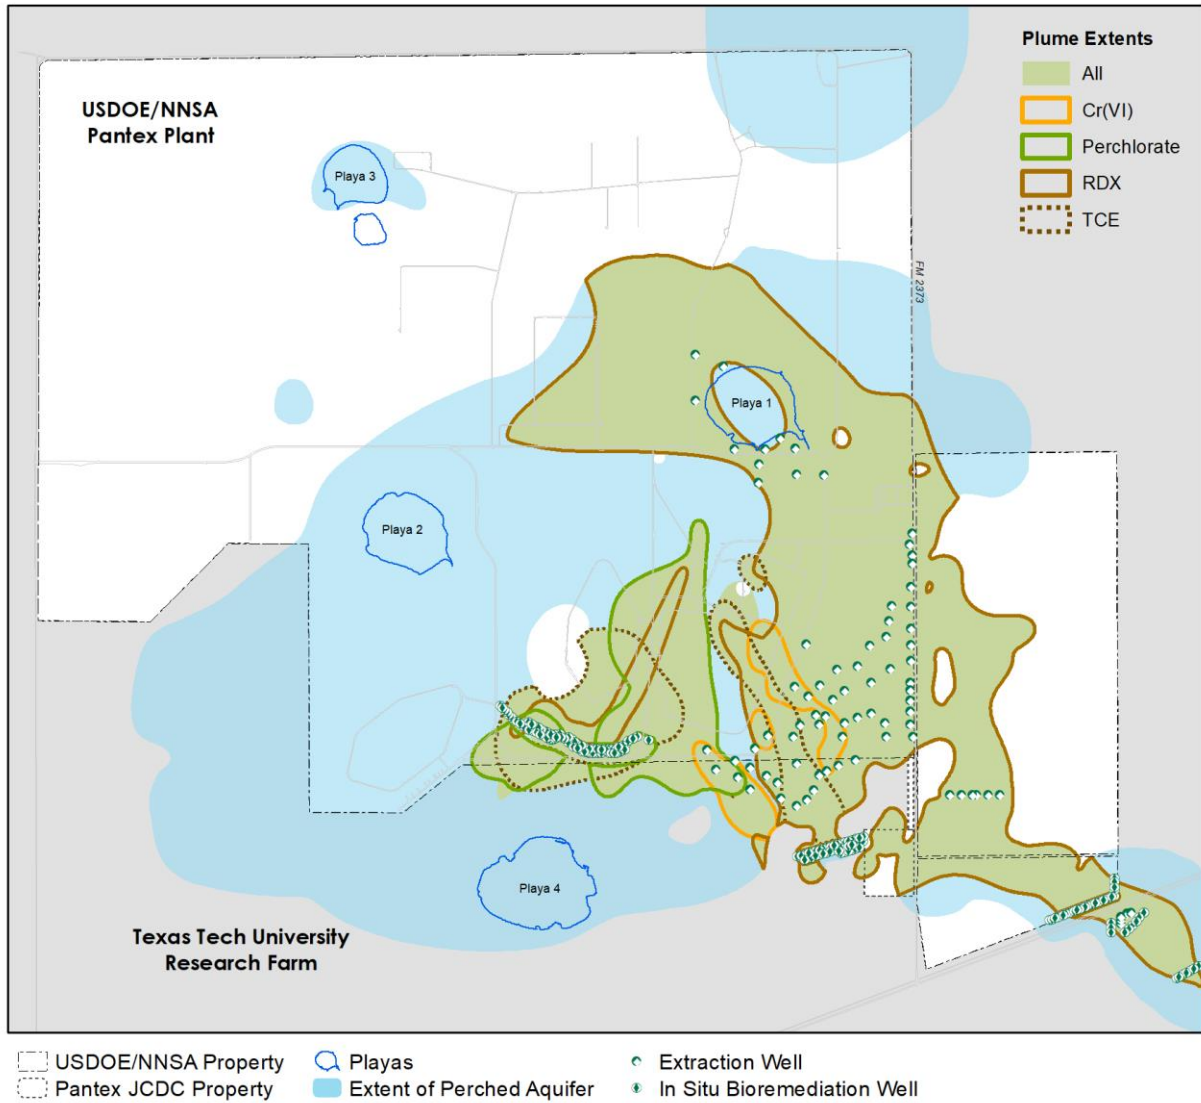 USDOE/NNSA
Pantex Plant
Plume Extents
All
Cr(VI)
Perchlorate
RDX
TCE
Playa 3
FM 2373
Playa 1
Playa 2
Playa 4
Texas Tech University
Research Farm
USDOE/NNSA Property
Playas
Extraction Well
Pantex JCDC Property
Extent of Perched Aquifer
In Situ Bioremediation Well